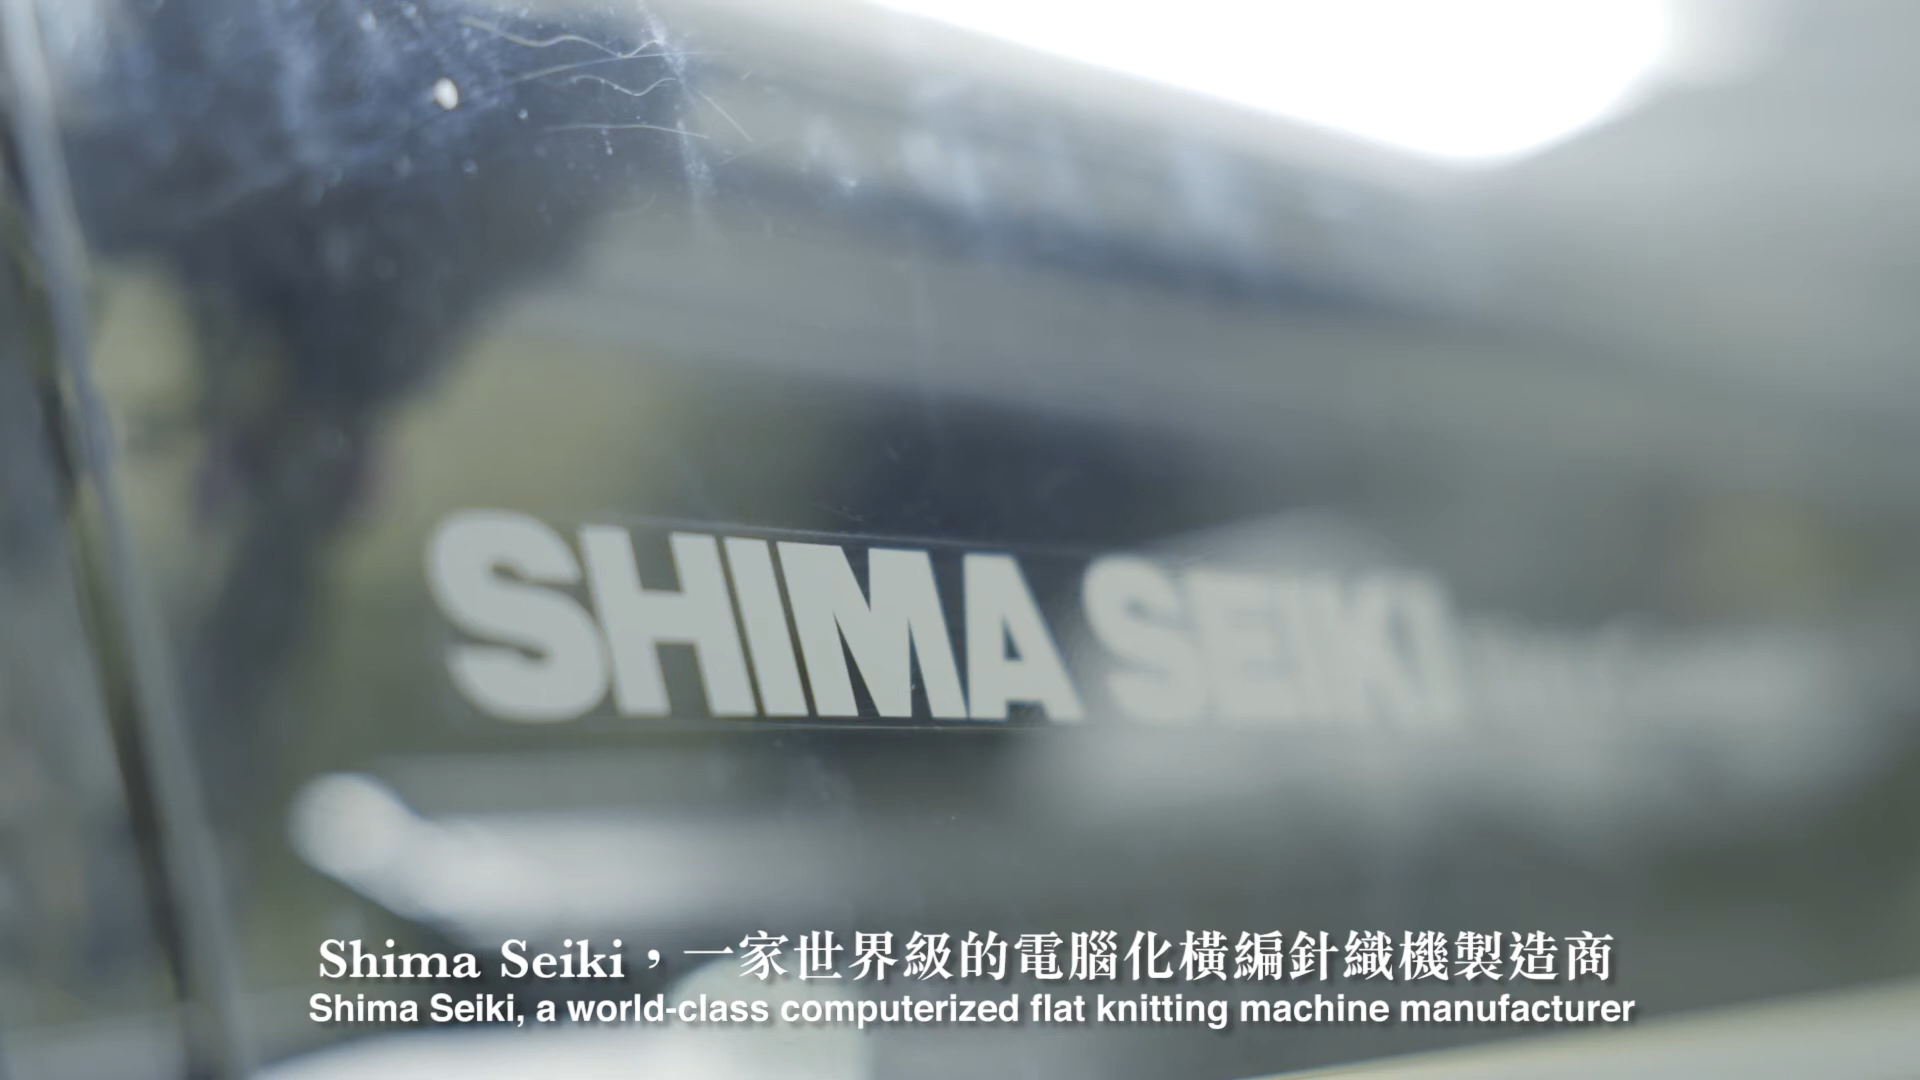 SHIMA SEIKI
Shima Seiki，一家世界級的電腦化橫編針織機製造商
Shima Seiki, a world-class computerized flat knitting machine manufacturer